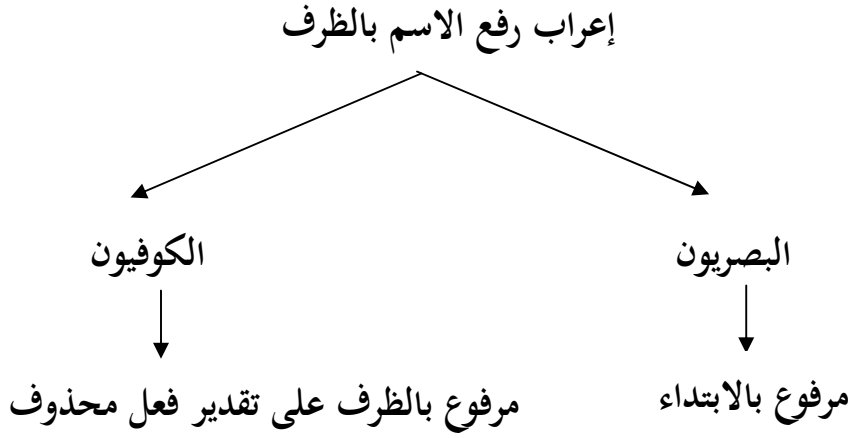 إعراب رفع الاسم بالظرف
البصريون
الكوفيون
مرفوع بالابتداء
مرفوع بالظرف على تقدير فعل محذوف